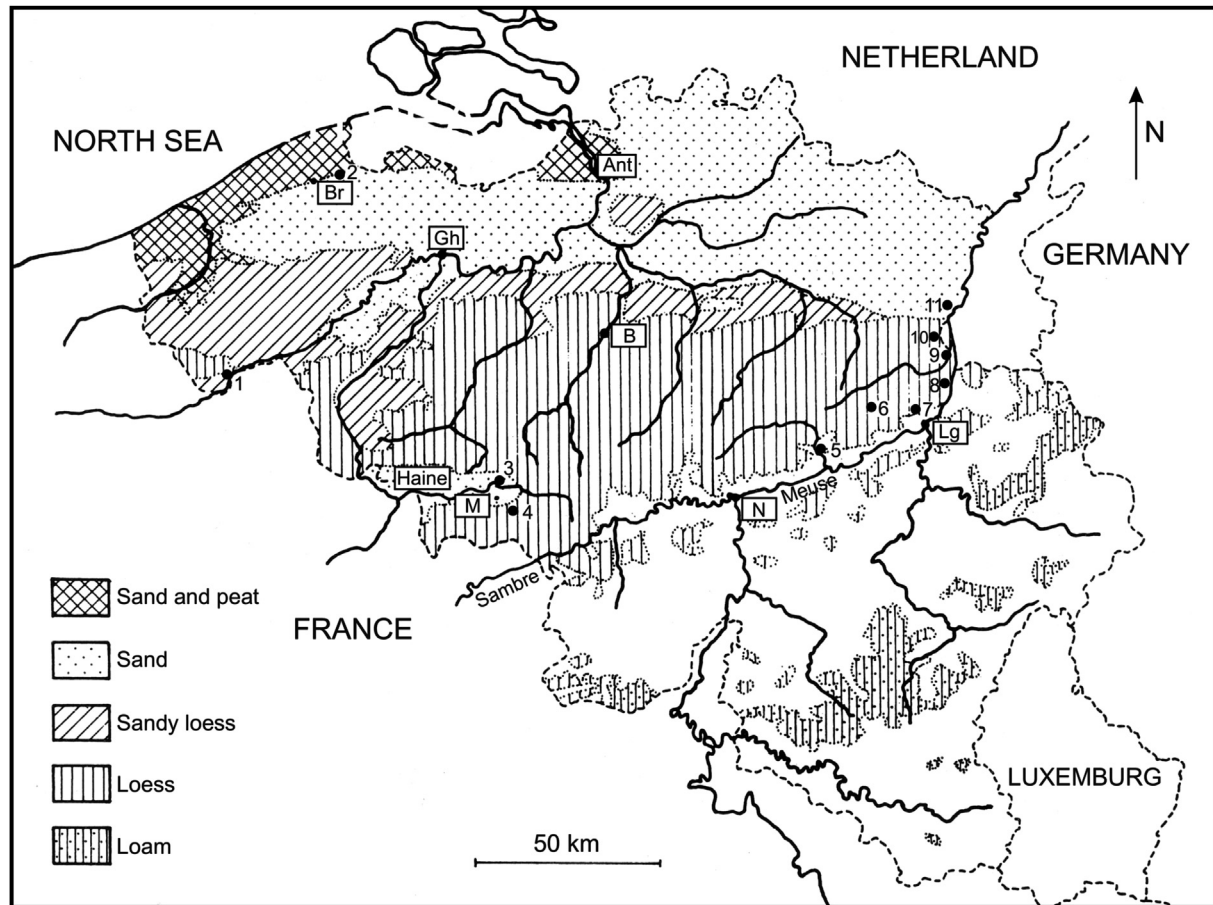 NETHERLAND
NORTH SEA
N
Ant
2
Br
Gh
GERMANY
11
B
10
9
1
8
6
7
Lg
5
Haine
3
Meuse
M
N
4
Sambre
Sand and peat
FRANCE
Sand
Sandy loess
Loess
LUXEMBURG
Loam
50 km